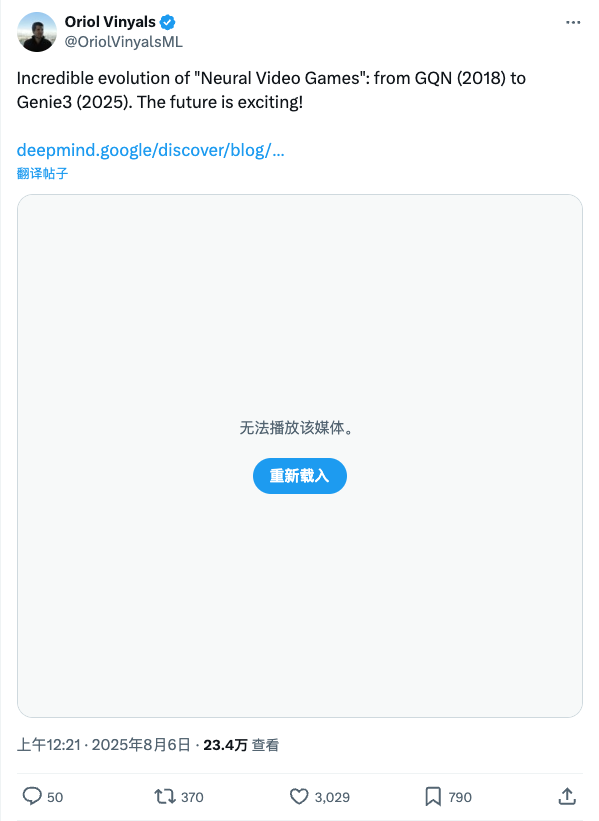 Oriol Vinyals
@OriolVinyalsML
Incredible evolution of "Neural Video Games": from GQN (2018) to
Genie3 (2025). The future is exciting!
deepmind.google/discover/blog/...
翻译帖子
无法播放该媒体。
重新载入
上午12:21 · 2025年8月6日 · 23.4万 查看
50 370 3,029 790